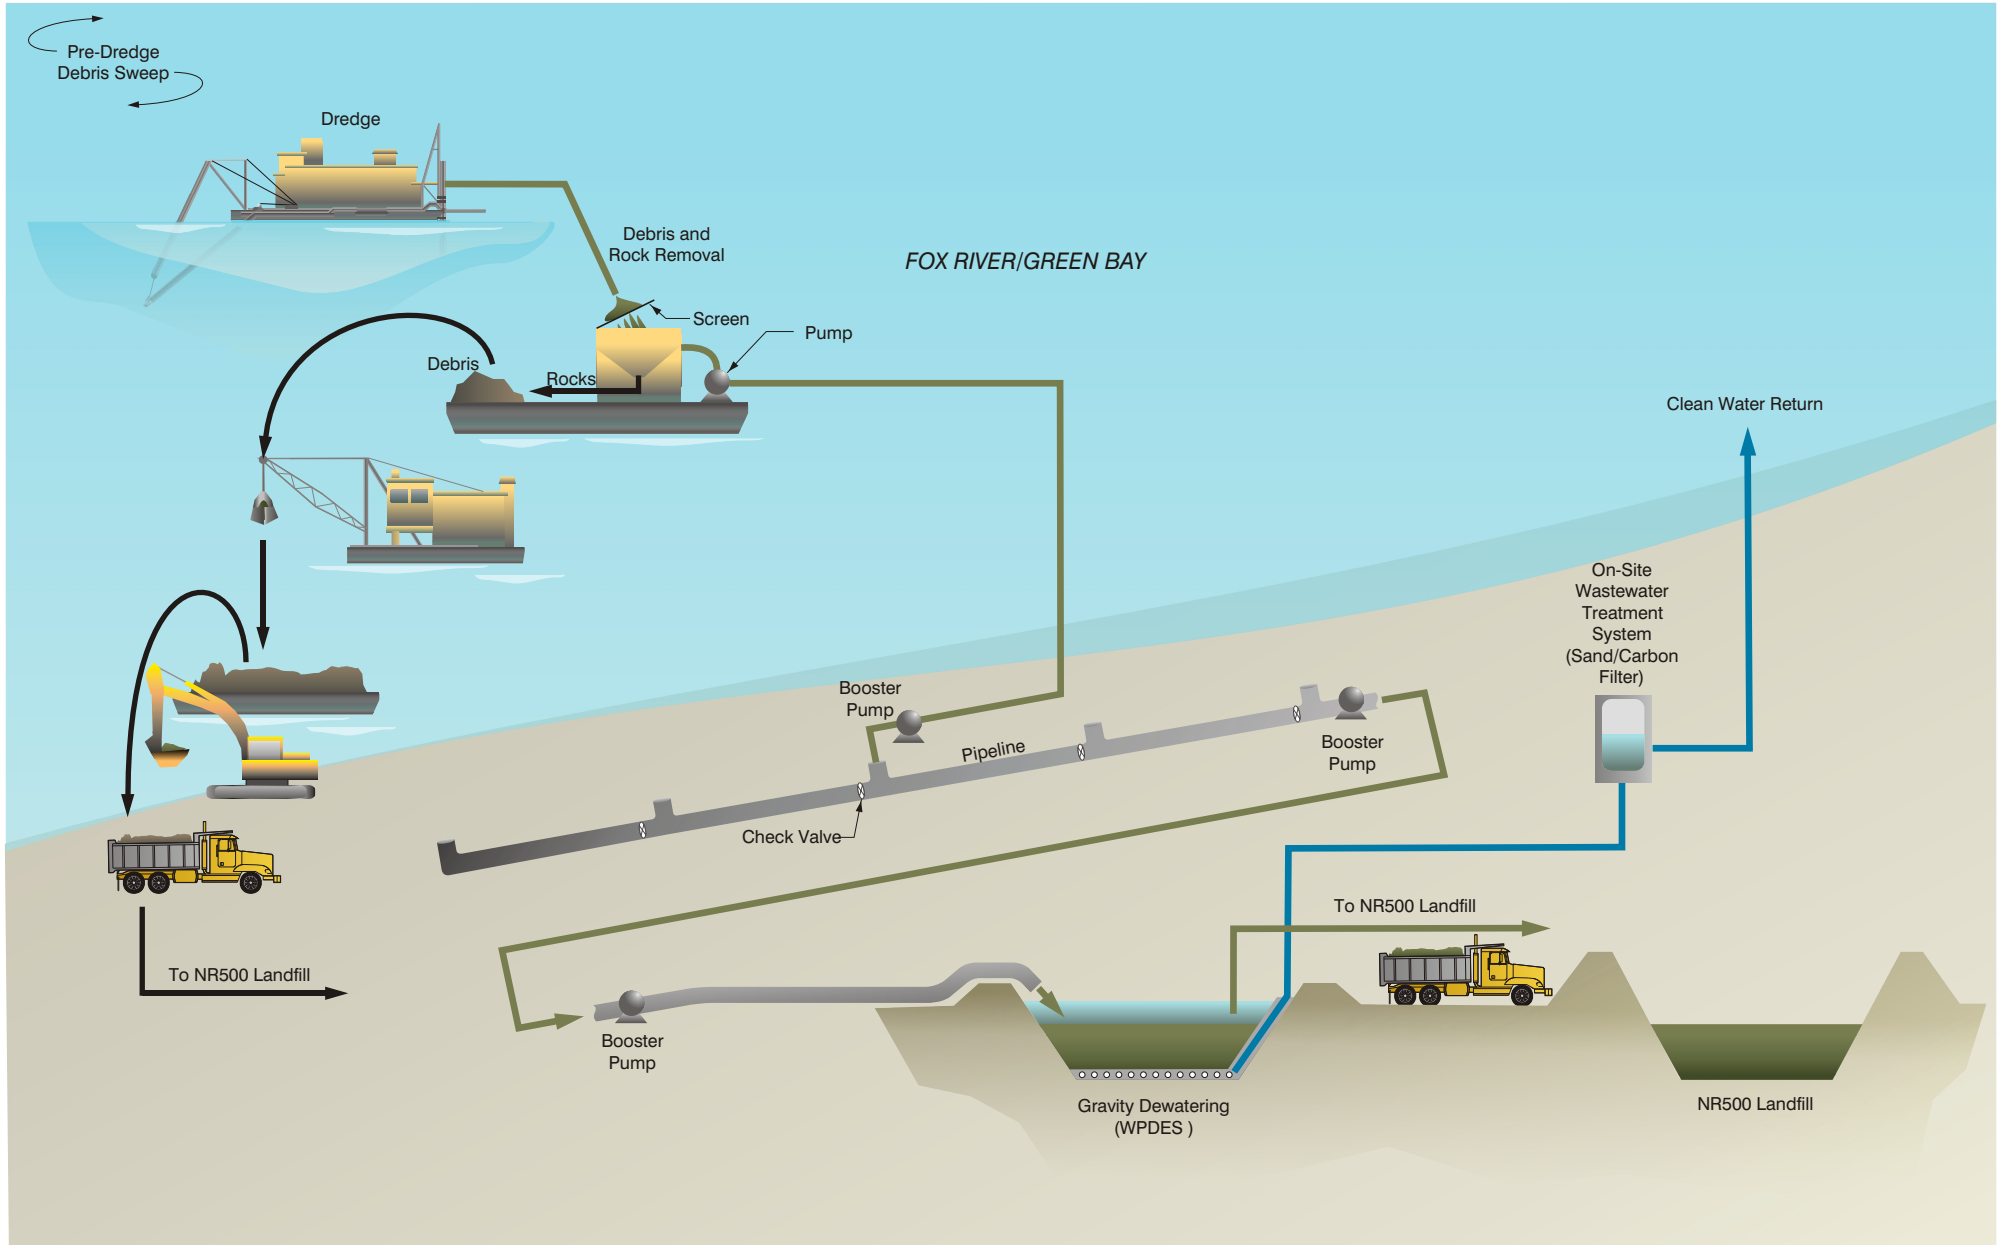 Pre-Dredge
Debris Sweep
Dredge
Debris and
Rock Removal
FOX RIVER/GREEN BAY
Screen
Pump
Debris
Rocks
Clean Water Return
On-Site
Wastewater
Treatment
System
(Sand/Carbon
Filter)
Booster
Pump
Pipeline
Booster
Pump
Check Valve
To NR500 Landfill
To NR500 Landfill
Booster
Pump
Gravity Dewatering
(WPDES )
NR500 Landfill